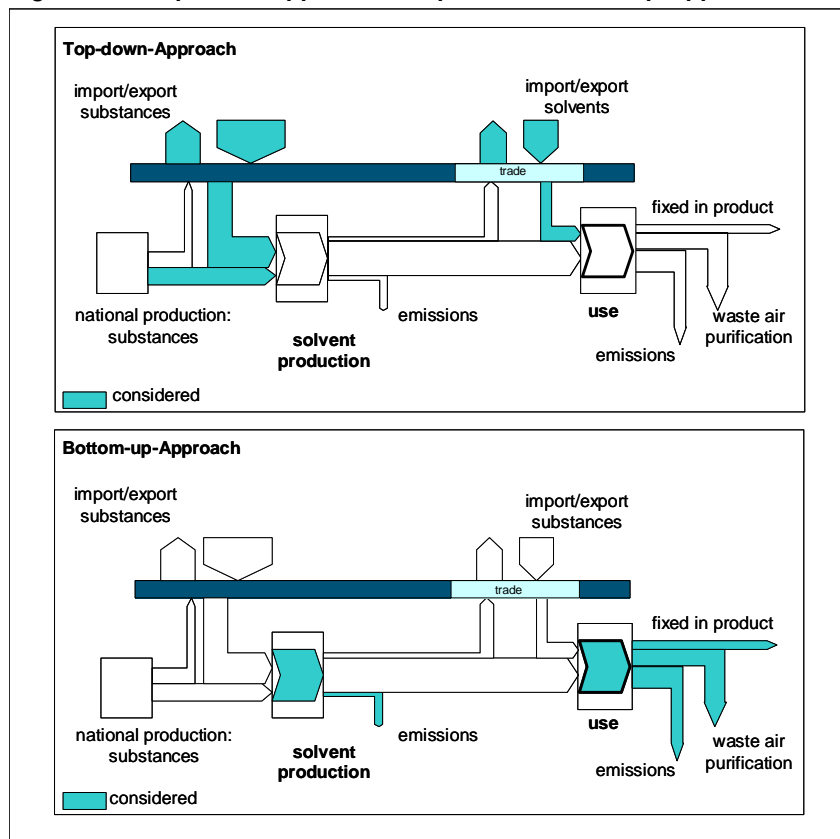 Top-down-Approach
import/export
substances
import/export
solvents
trade
fixed in product
national production:
substances
emissions
solvent
production
use
waste air
purification
emissions
considered
Bottom-up-Approach
import/export
substances
import/export
substances
trade
fixed in product
national production:
substances
emissions
solvent
production
use
waste air
purification
emissions
considered